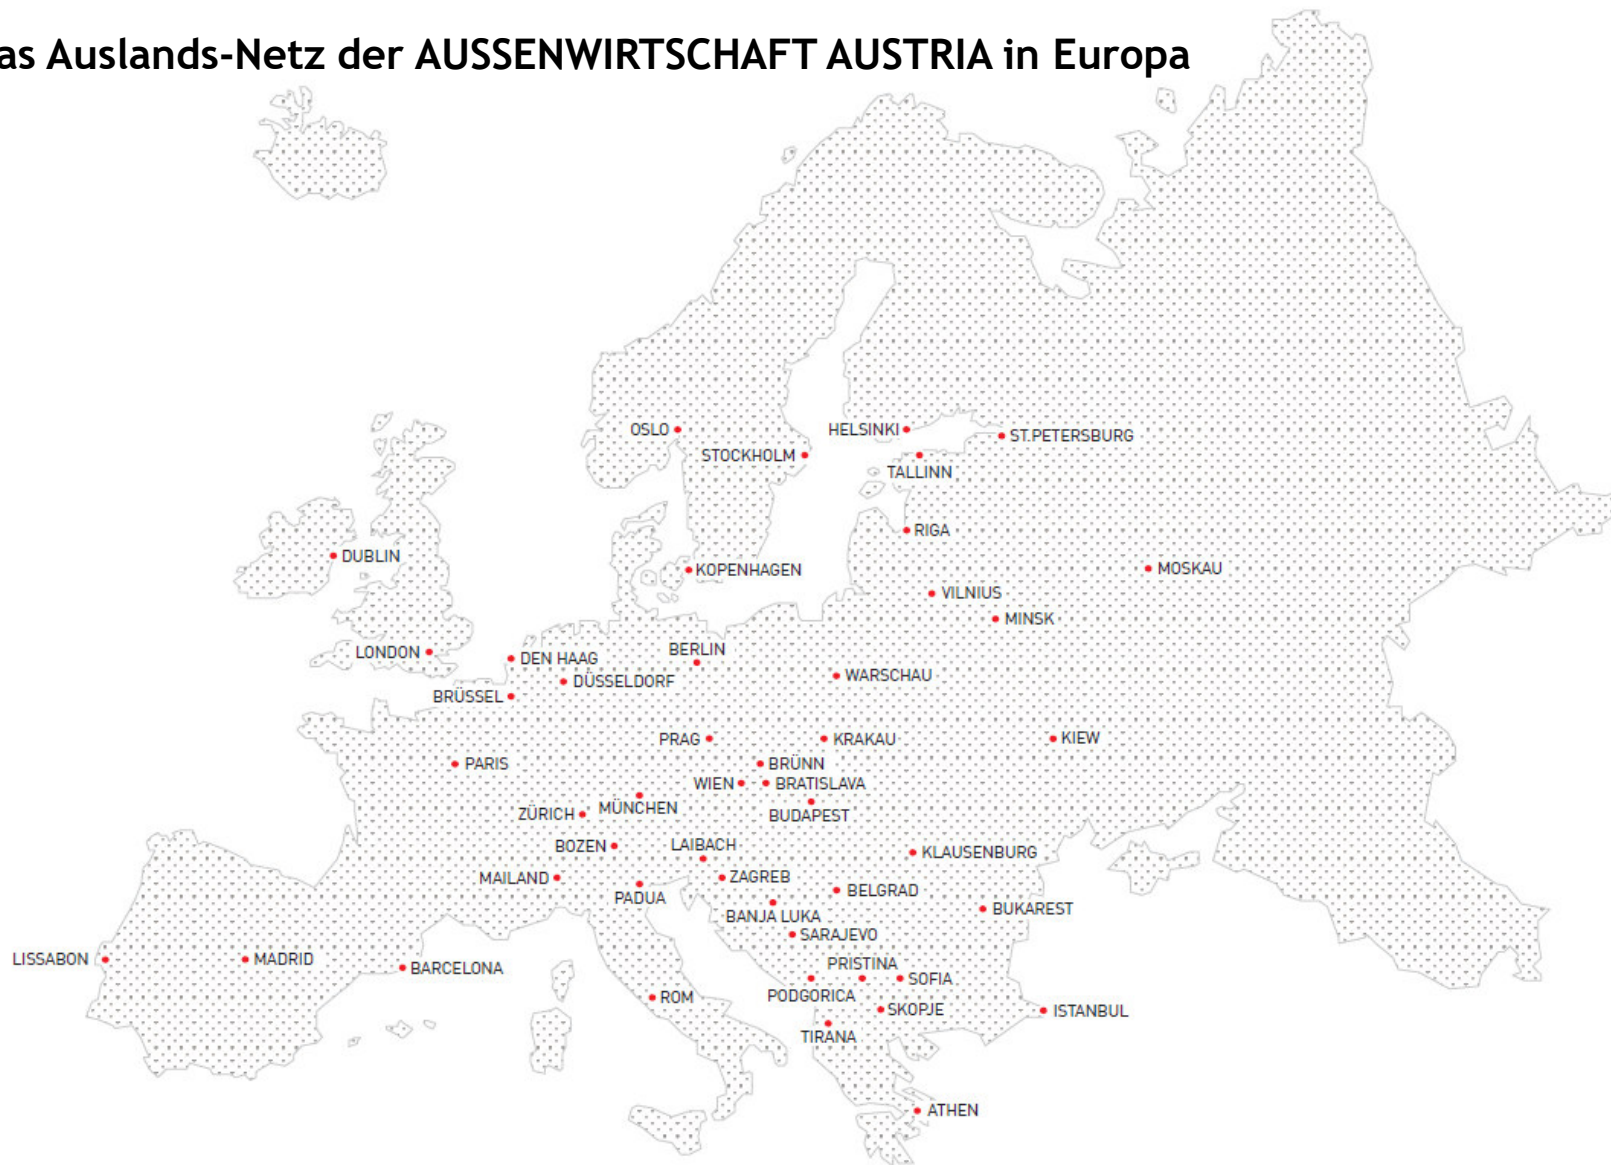 as Auslands-Netz der AUSSENWIRTSCHAFT AUSTRIA in Europa
OSLO
HELSINKI
ST.PETERSBURG
STOCKHOLM
TALLINN
RIGA
DUBLIN
KOPENHAGEN
MOSKAU
VILNIUS
MINSK
LONDON
DEN HAAG
BERLIN
DÜSSELDORF
WARSCHAU
BRÜSSEL
PRAG
KRAKAU
KIEW
PARIS
BRÜNN
WIEN
BRATISLAVA
MÜNCHEN
ZÜRICH
BUDAPEST
BOZEN
LAIBACH
KLAUSENBURG
MAILAND
ZAGREB
PADUA
BELGRAD
BANJA LUKA
BUKAREST
SARAJEVO
LISSABON
MADRID
BARCELONA
PRISTINA
SOFIA
PODGORICA
ROM
SKOPJE
ISTANBUL
TIRANA
ATHEN